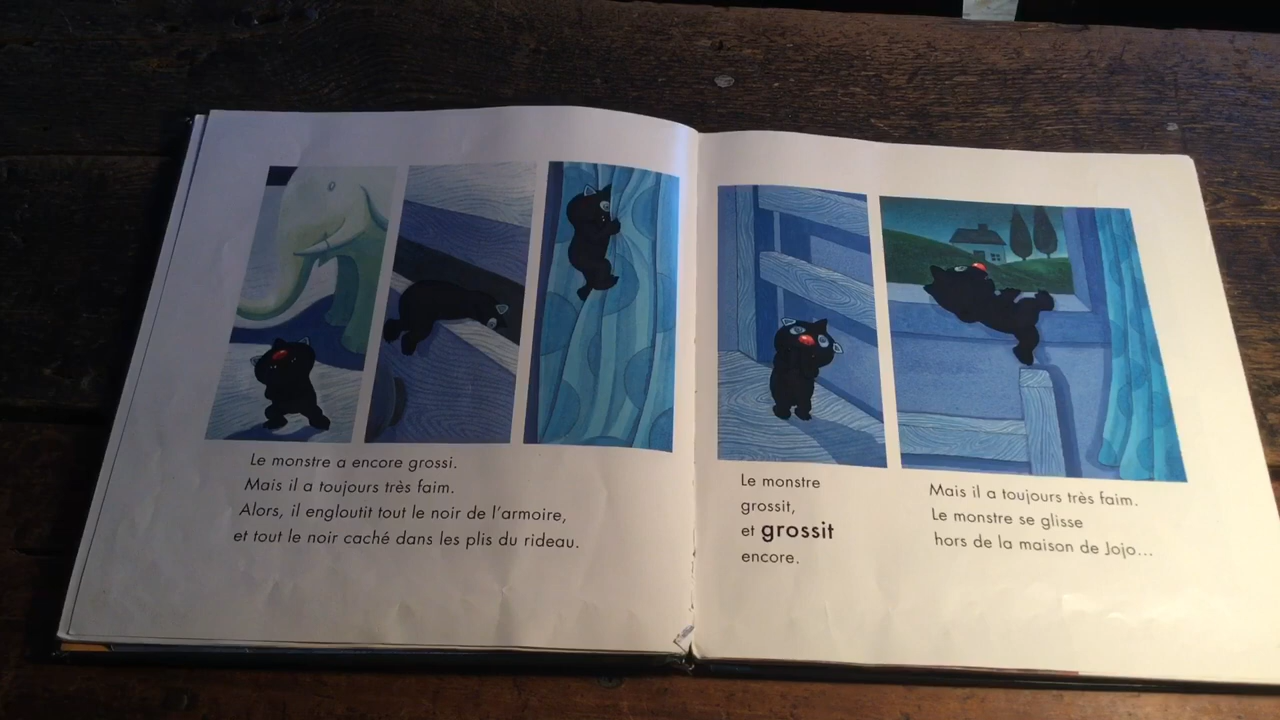 Le monstre a encore grossi.
Mais il a toujours très faim.
Alors, il engloutit tout le noir de l'armoire,
et tout le noir caché dans les plis du rideau.
Le monstre
grossit,
et grossit
encore.
Mais il a toujours très faim.
Le monstre se glisse
hors de la maison de Jojo...